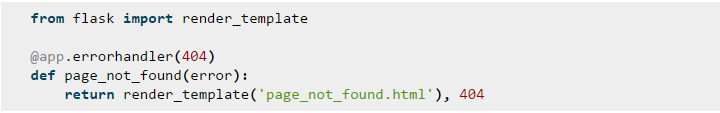 from flask import render_template
@app.errorhandler(404)
def page_not_found(error):
    return render_template('page_not_found.html'), 404